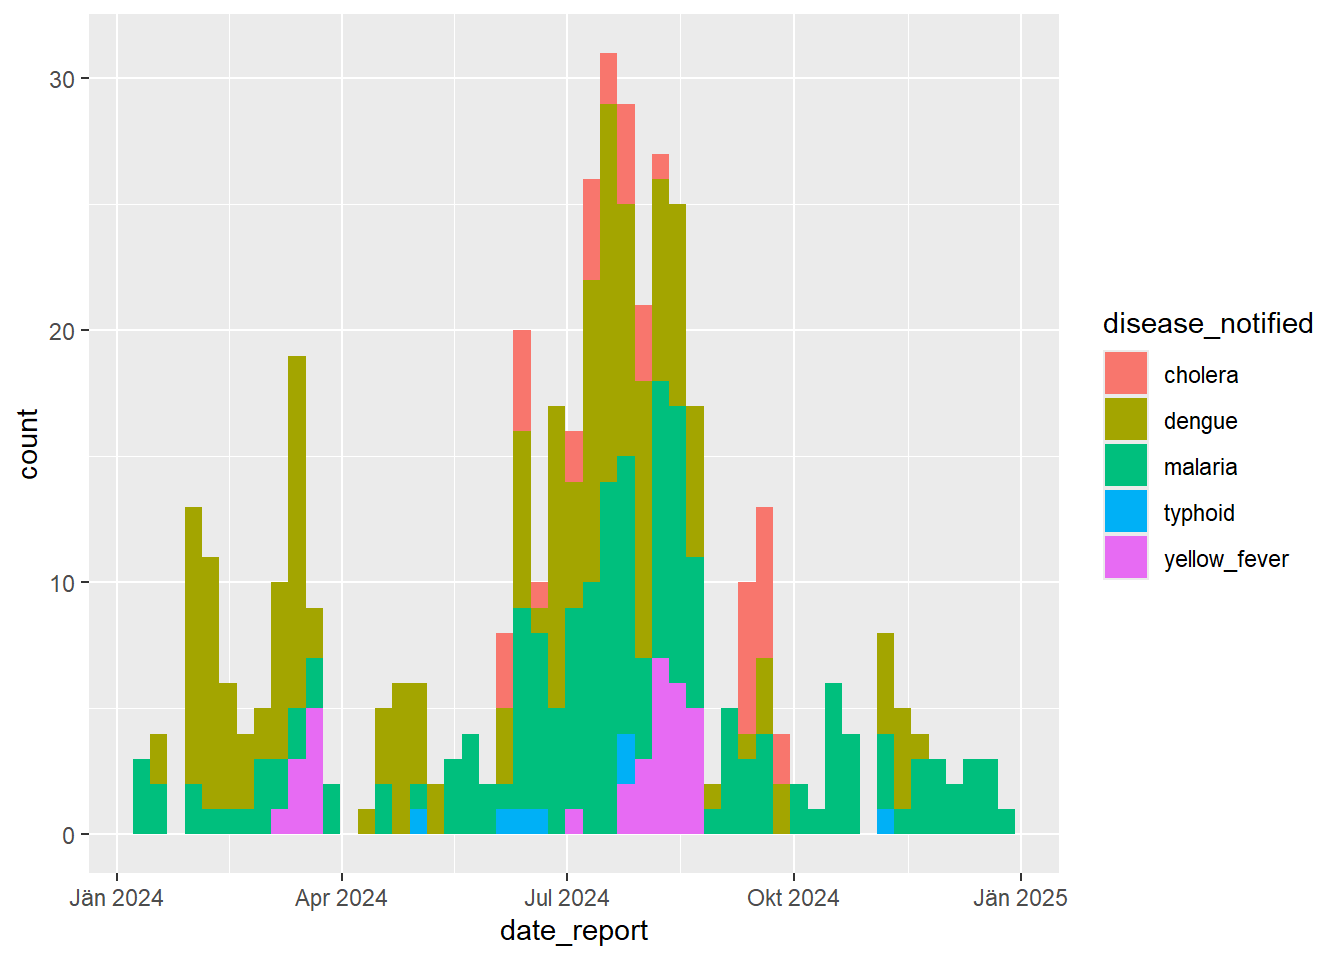 30
20
10
0
count
Jän 2024
Apr 2024
Jul 2024
Okt 2024
Jän 2025
date_report
disease_notified
cholera
dengue
malaria
typhoid
yellow_fever